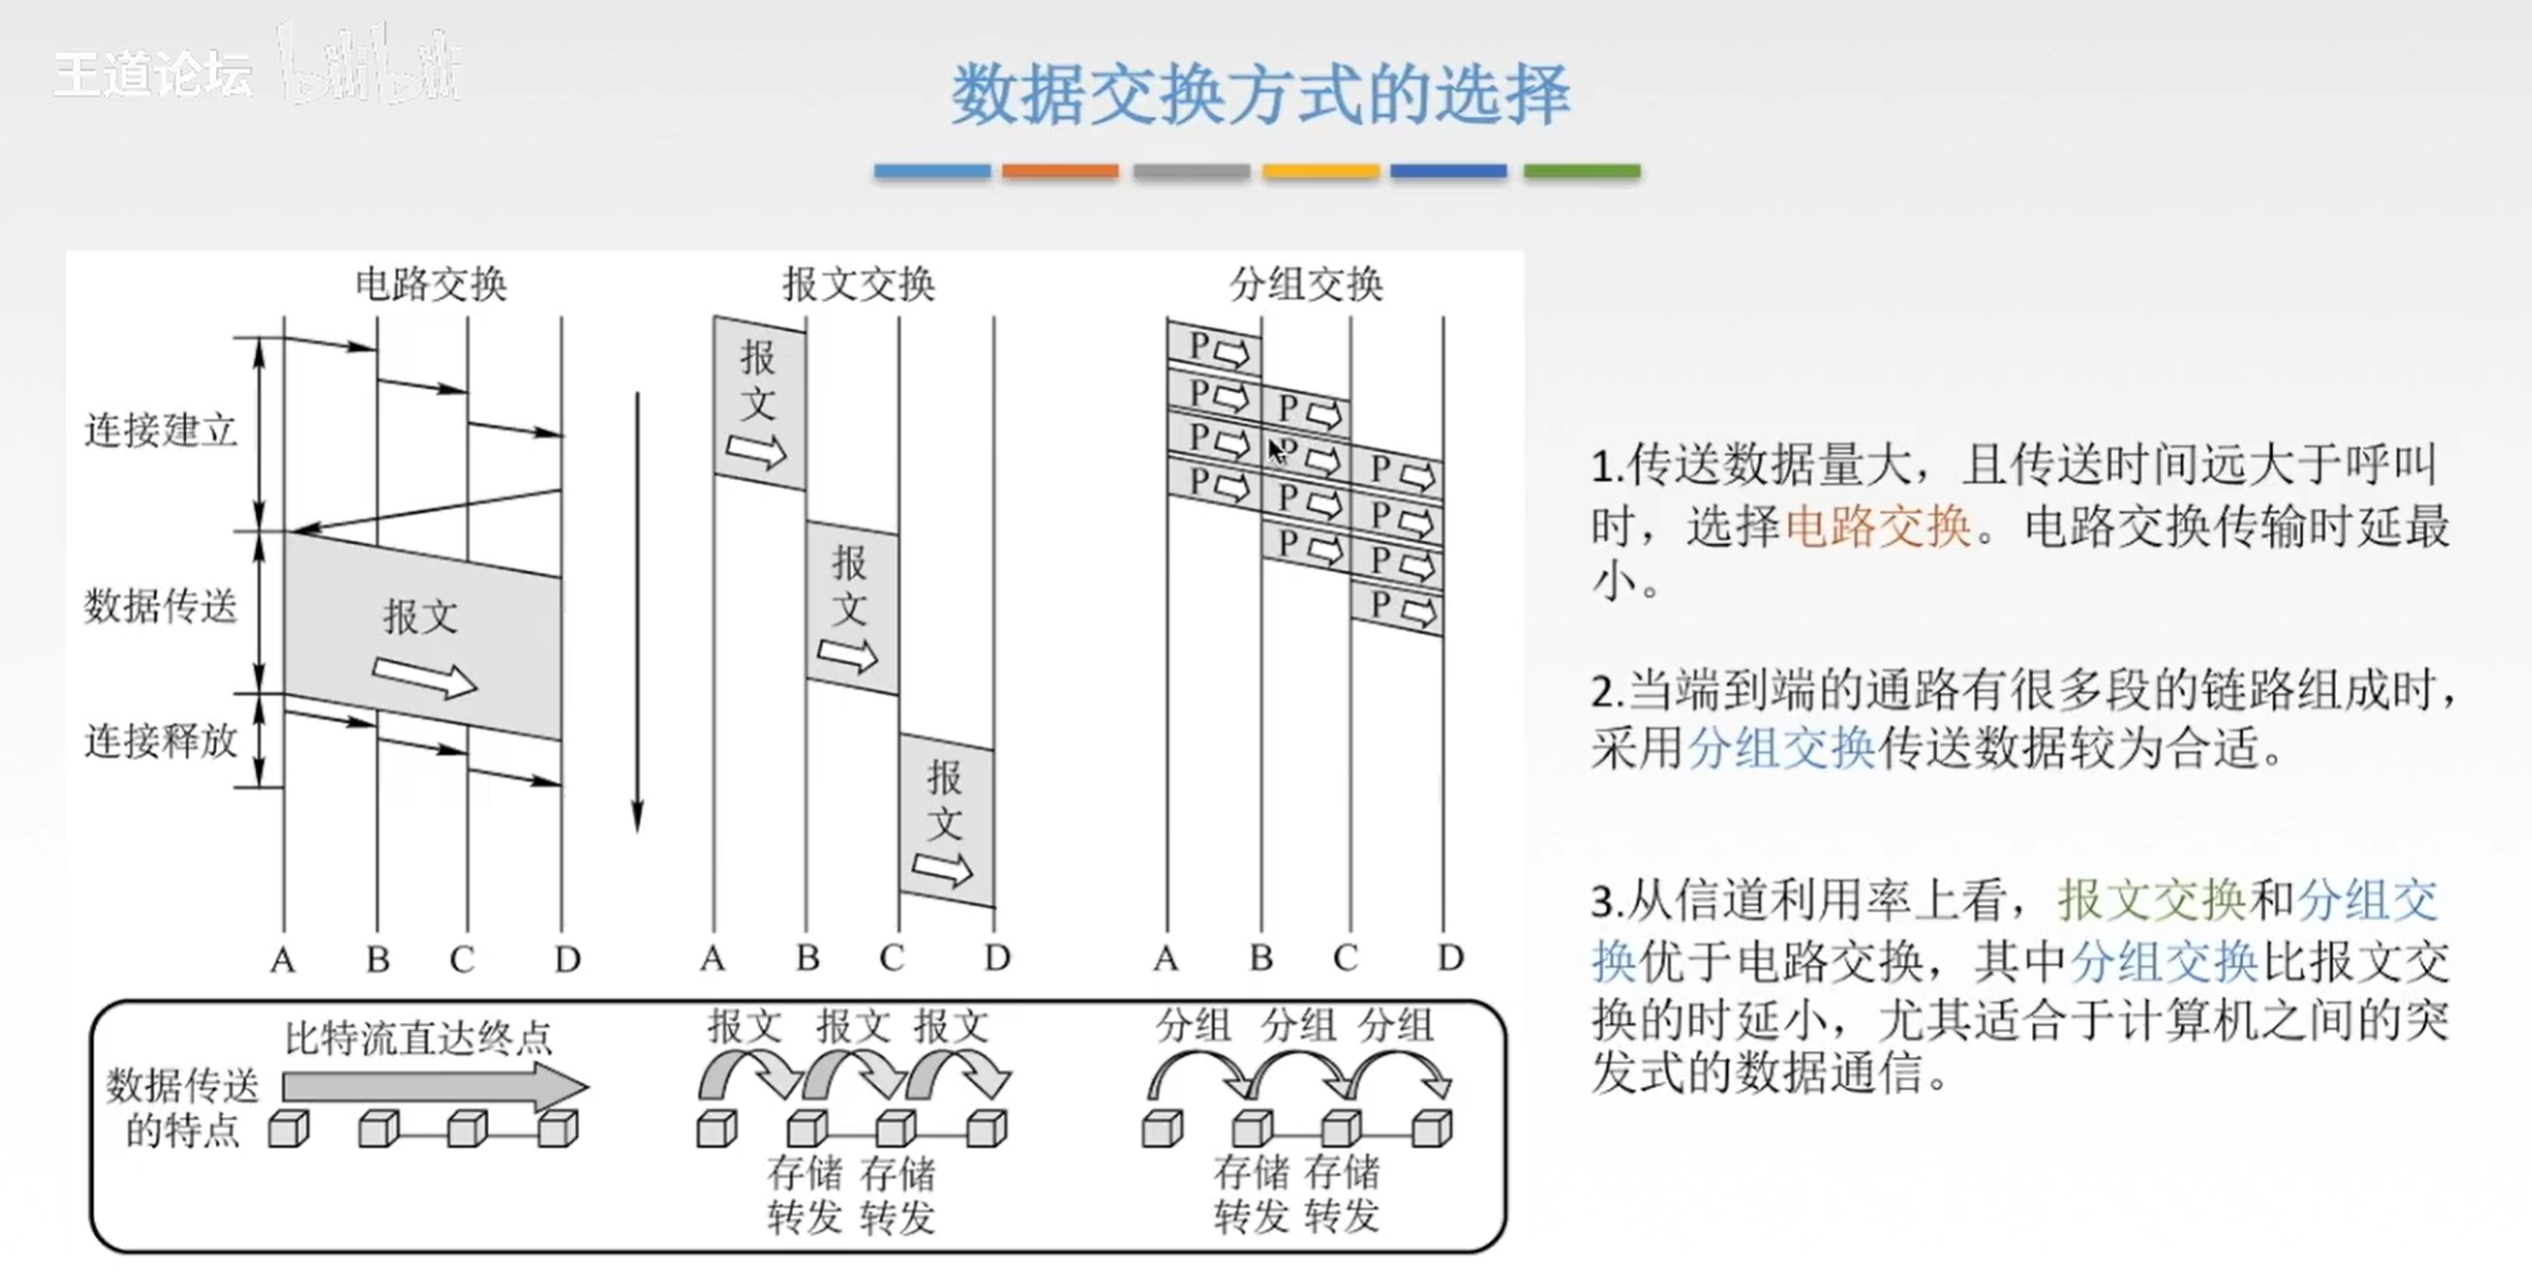 王道论坛 bilibili
数据交换方式的选择
电路交换
报文交换
分组交换
连接建立
数据传送
连接释放
报文
报
文
报
文
报
文
P
P P
P P P
P P P
P P
P
A B C D
A B C D
A B C D
数据传送
的特点
比特流直达终点
报文 报文 报文
存储 存储
转发 转发
分组 分组 分组
存储 存储
转发 转发
1.传送数据量大，且传送时间远大于呼叫
时，选择电路交换。电路交换传输时延最
小。
2.当端到端的通路有很多段的链路组成时，
采用分组交换传送数据较为合适。
3.从信道利用率上看，报文交换和分组交
换优于电路交换，其中分组交换比报文交
换的时延小，尤其适合于计算机之间的突
发式的数据通信。